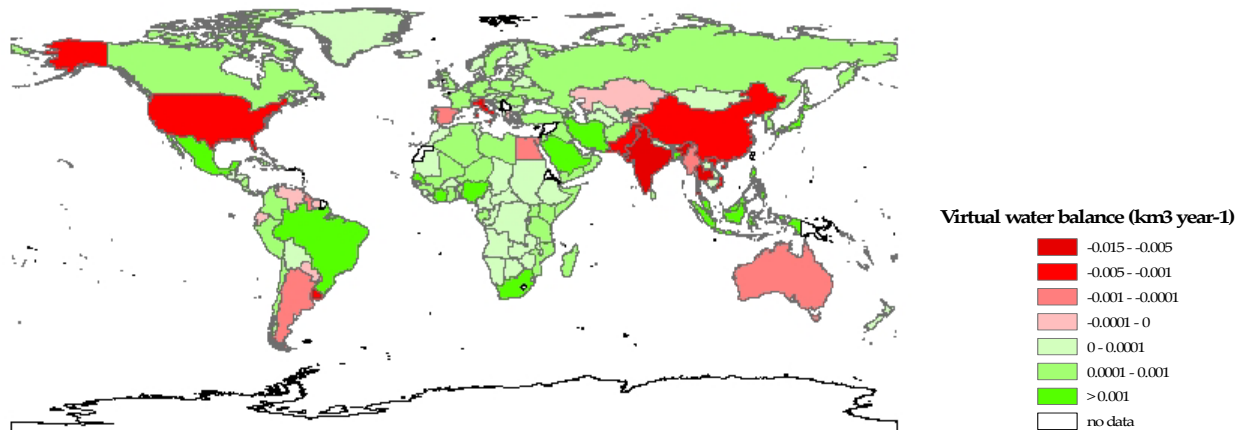 Virtual water balance (km3 year-1)
-0.015 - -0.005
-0.005 - -0.001
-0.001 - -0.0001
-0.0001 - 0
0 - 0.0001
0.0001 - 0.001
> 0.001
no data